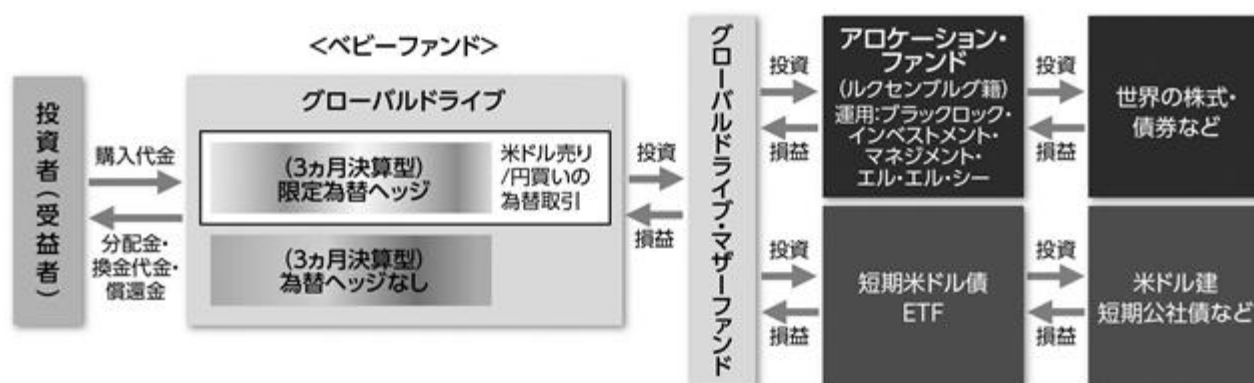 <ベビーファンド>
投資者(受益者)
購入代金
分配金・
換金代金・
償還金
グローバルドライブ
(3ヵ月決算型)
限定為替ヘッジ
米ドル売り
/円買いの
為替取引
(3ヵ月決算型)
為替ヘッジなし
投資
損益
グローバルドライブ・マザーファンド
投資
損益
アロケーション・
ファンド
(ルクセンブルグ籍)
運用:ブラックロック・
インベストメント・
マネジメント・
エル・エル・シー
投資
損益
世界の株式・
債券など
投資
損益
短期米ドル債
ETF
投資
損益
米ドル建
短期公社債など